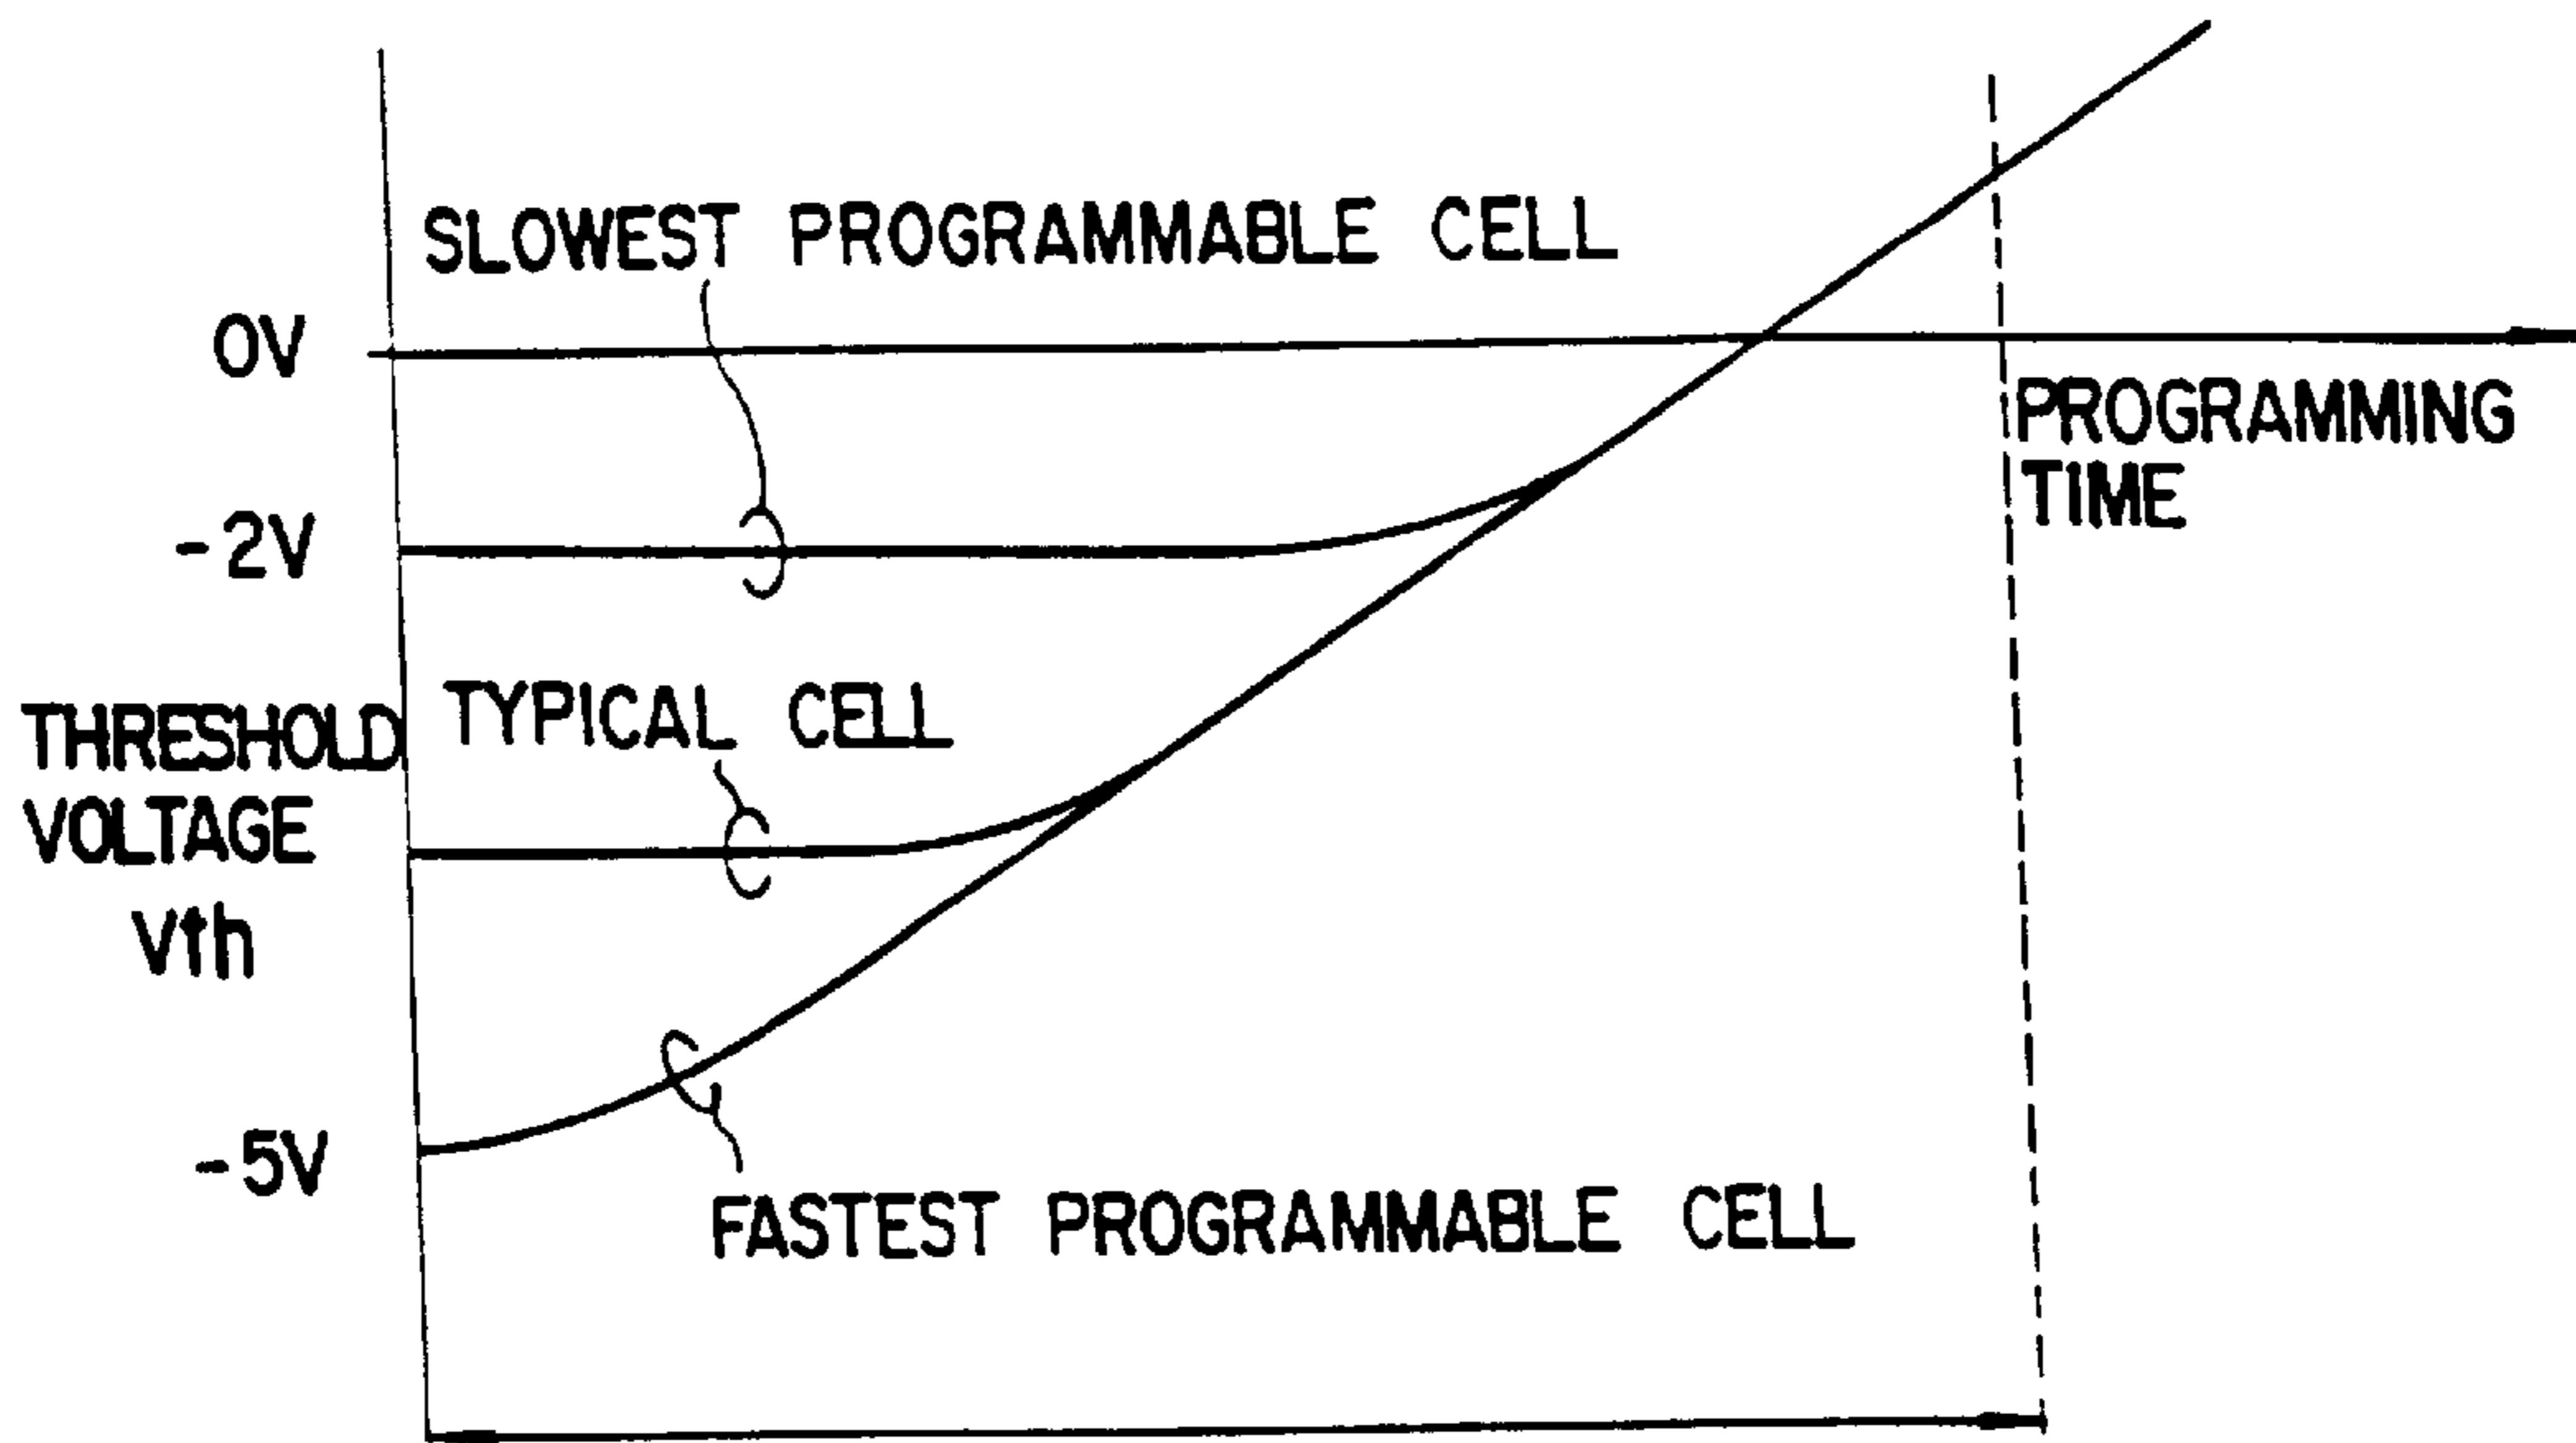 SLOWEST PROGRAMMABLE CELL
0V
PROGRAMMING
TIME
-2V
TYPICAL CELL
THRESHOLD
VOLTAGE
Vth
-5V
FASTEST PROGRAMMABLE CELL